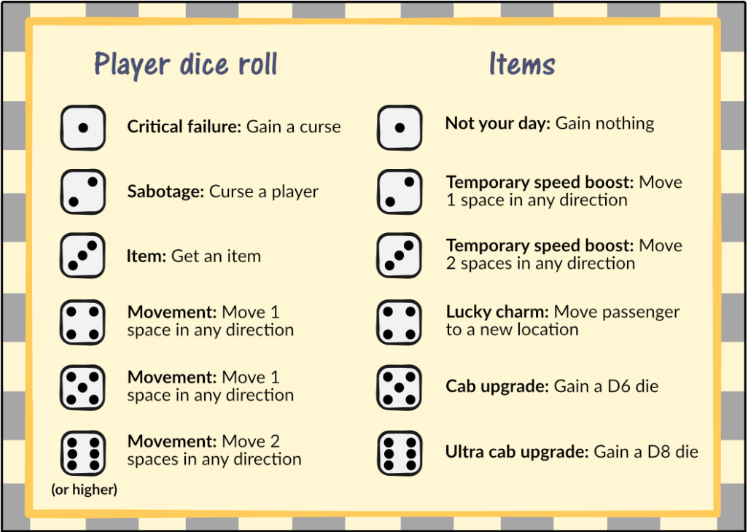 Player dice roll
Critical failure: Gain a curse
Sabotage: Curse a player
Item: Get an item
Movement: Move 1
space in any direction
Movement: Move 1
space in any direction
Movement: Move 2
spaces in any direction
(or higher)
Items
Not your day: Gain nothing
Temporary speed boost: Move
1 space in any direction
Temporary speed boost: Move
2 spaces in any direction
Lucky charm: Move passenger
to a new location
Cab upgrade: Gain a D6 die
Ultra cab upgrade: Gain a D8 die